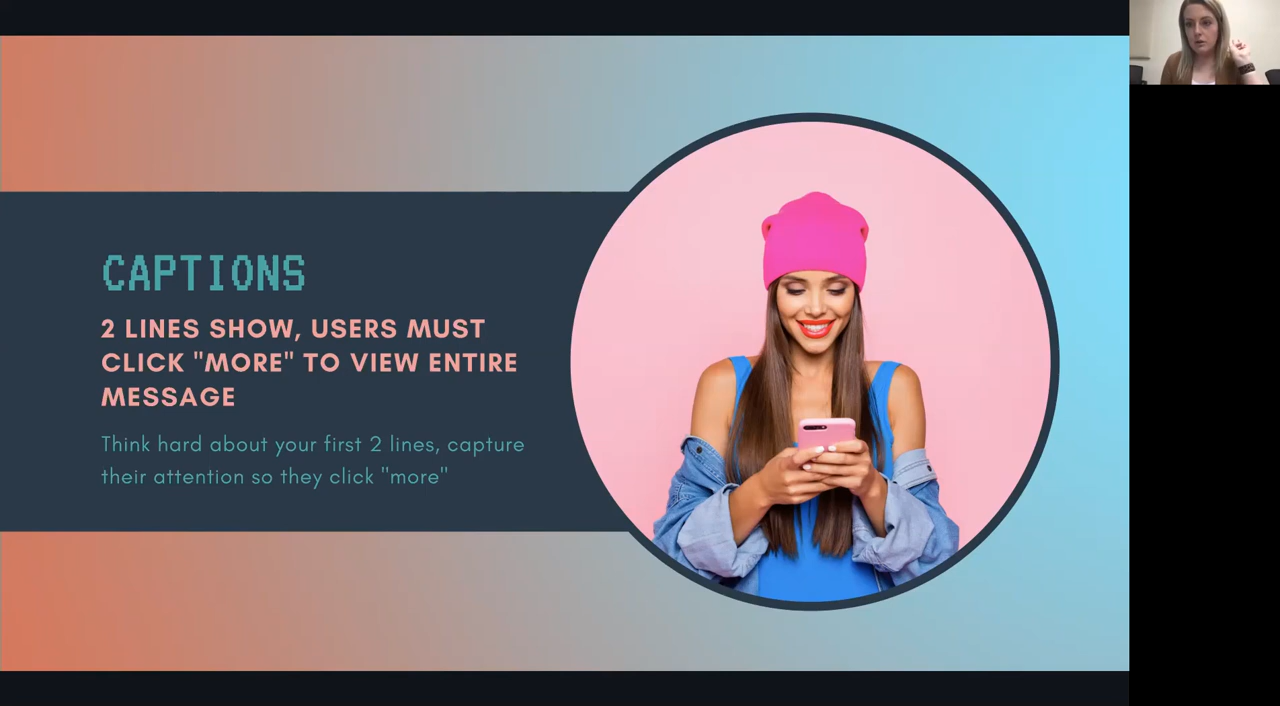 CAPTIONS
2 LINES SHOW, USERS MUST
CLICK "MORE" TO VIEW ENTIRE
MESSAGE
Think hard about your first 2 lines, capture
their attention so they click "more"